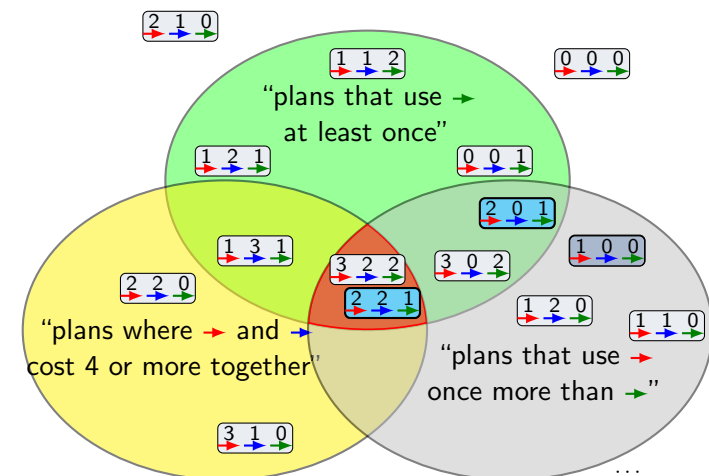 2 1 0
1 1 2
0 0 0
“plans that use
at least once”
1 2 1
0 0 1
2 0 1
1 3 1
1 0 0
3 2 2
3 0 2
2 2 0
2 2 1
1 2 0
1 1 0
“plans where and
cost 4 or more together”
“plans that use
once more than ”
3 1 0
...